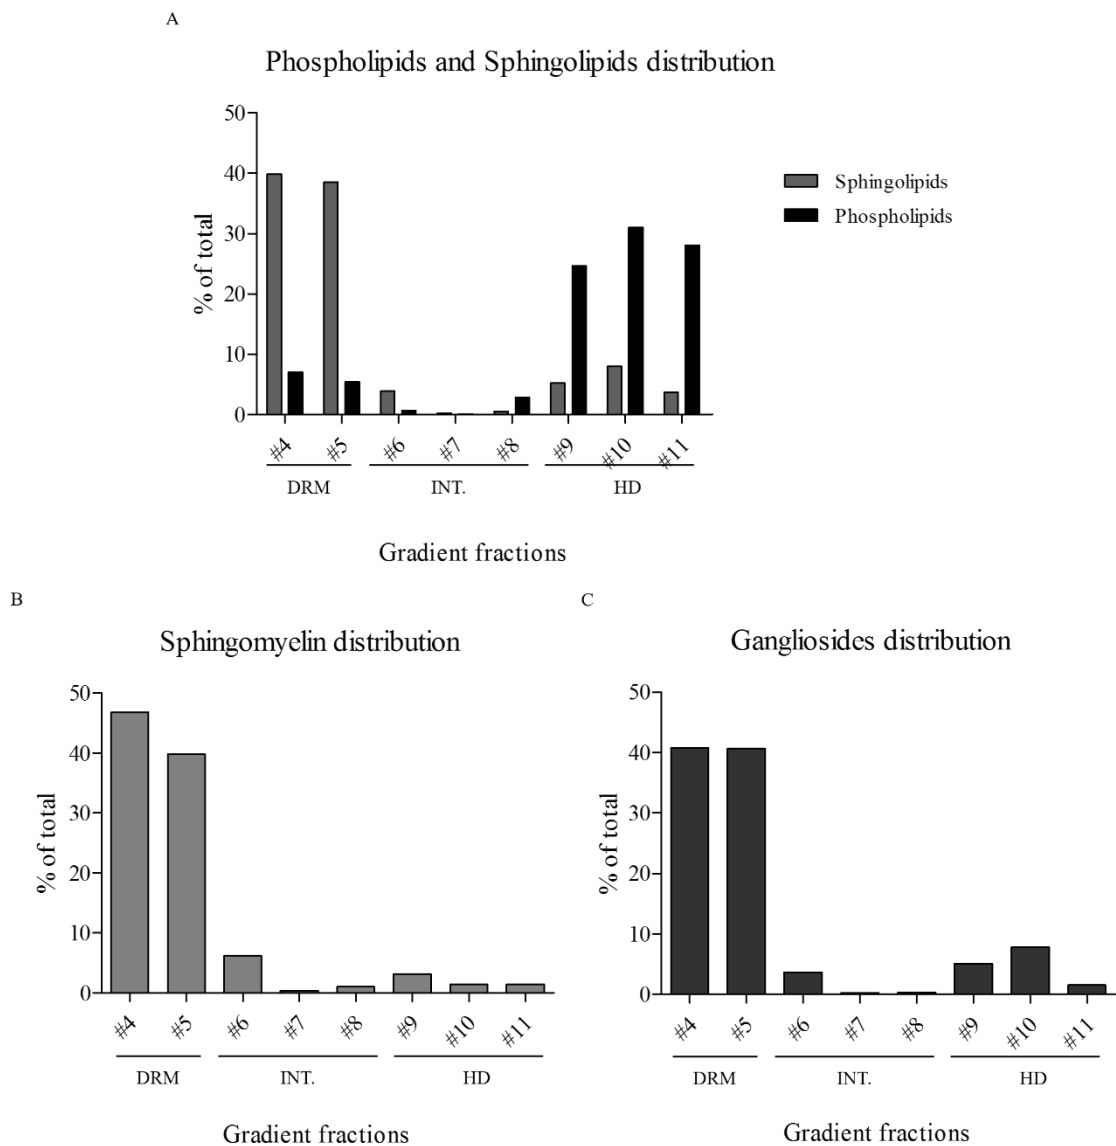 A
Phospholipids and Sphingolipids distribution
50
40
30
20
10
0
% of total
Sphingolipids
Phospholipids
#4 #5 #6 #7 #8 #9 #10 #11
DRM INT. HD
Gradient fractions
B
Sphingomyelin distribution
50
40
30
20
10
0
% of total
#4 #5 #6 #7 #8 #9 #10 #11
DRM INT. HD
Gradient fractions
C
Gangliosides distribution
50
40
30
20
10
0
% of total
#4 #5 #6 #7 #8 #9 #10 #11
DRM INT. HD
Gradient fractions